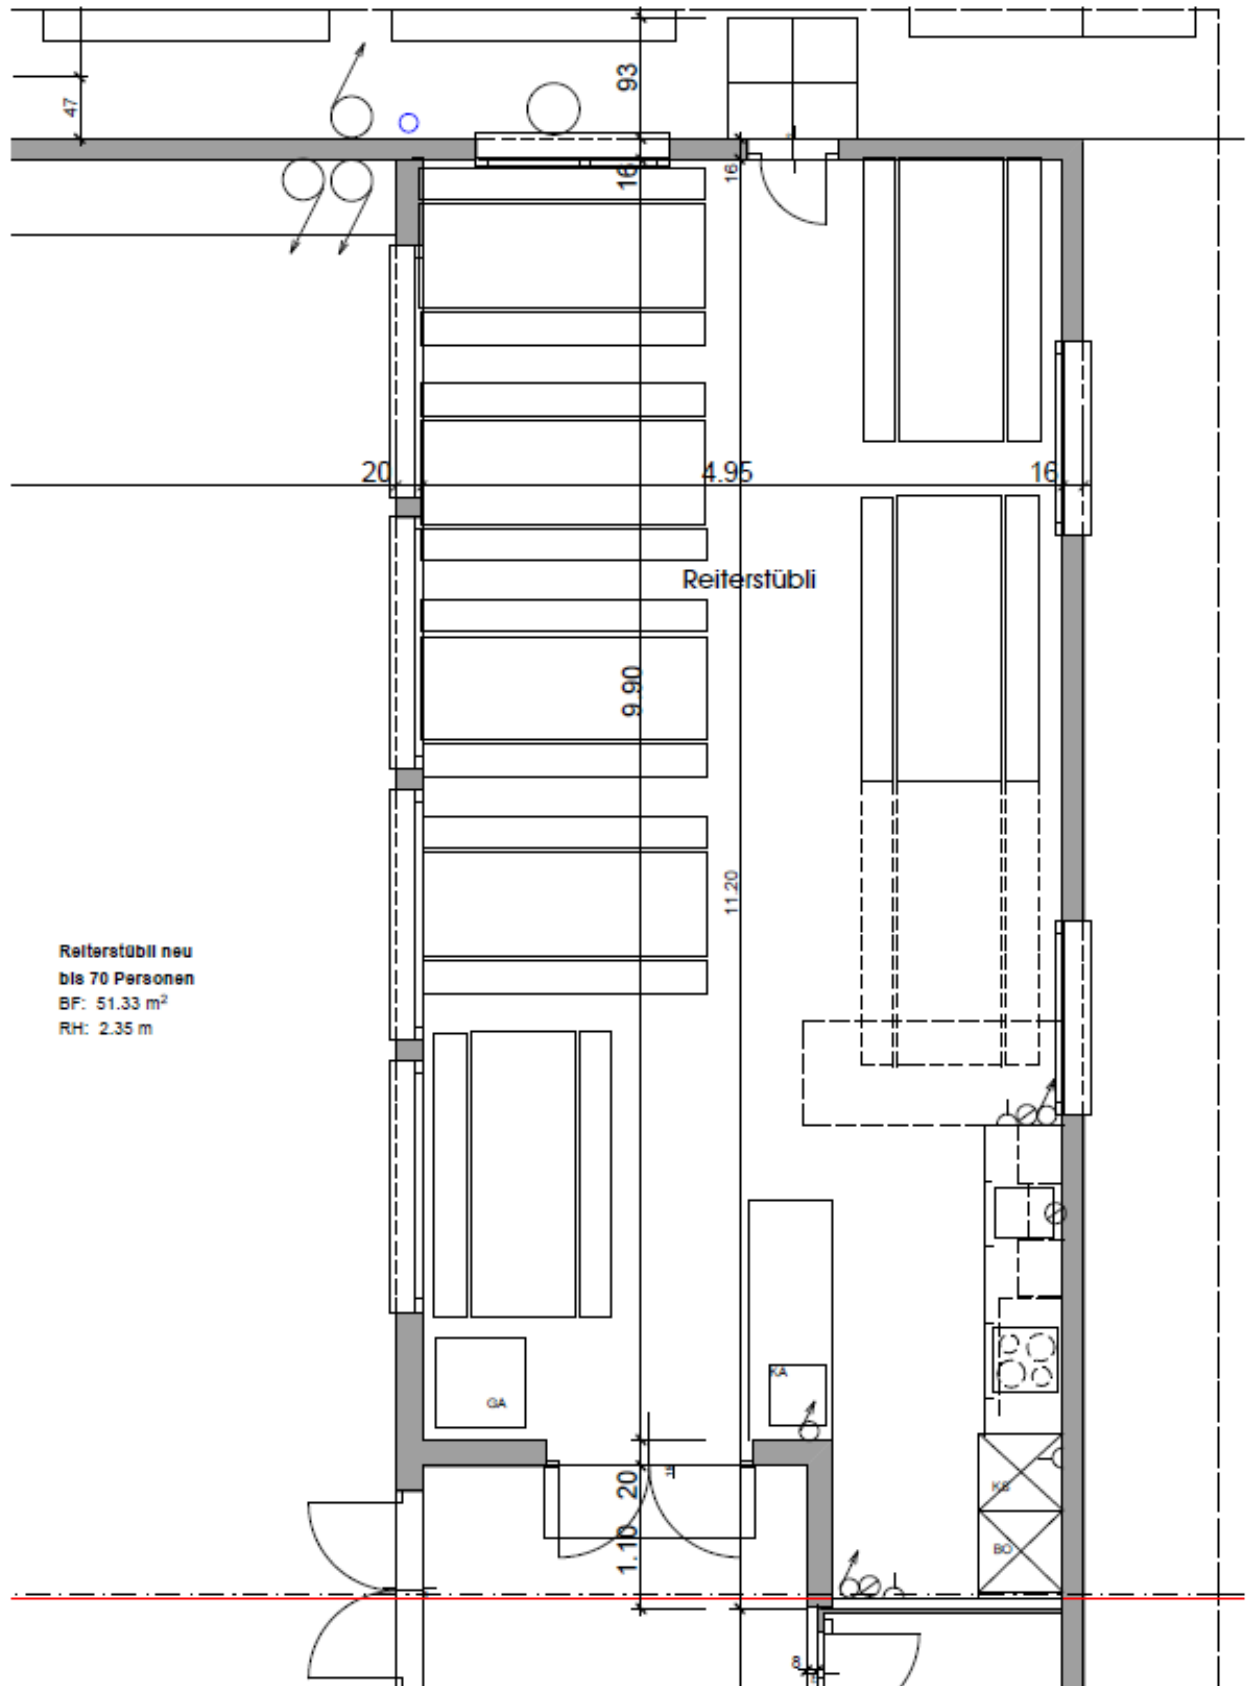 93
47
16
16
20
4.95
16
Reiterstübli
9.90
11.20
Reiterstübli neu
bis 70 Personen
BF: 51.33 m²
RH: 2.35 m
KA
GA
20
KS
1.10
BO
8